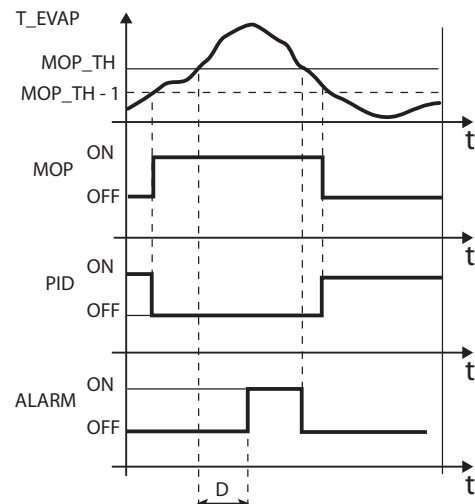 T_EVAP
MOP_TH
MOP_TH - 1
t
ON
MOP
OFF
t
ON
PID
OFF
t
ON
ALARM
OFF
D
t